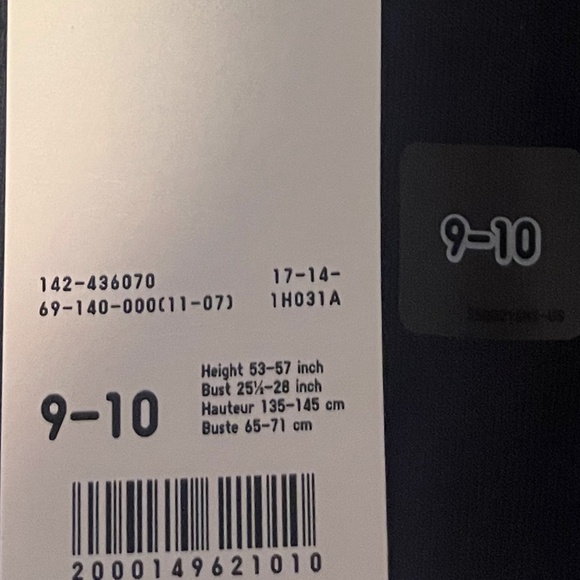 142-436070
17-14-
69-140-000(11-07)
1H031A
9-10
Height 53-57 inch
Bust 25½-28 inch
Hauteur 135-145 cm
Buste 65-71 cm
2000149621010
9-10